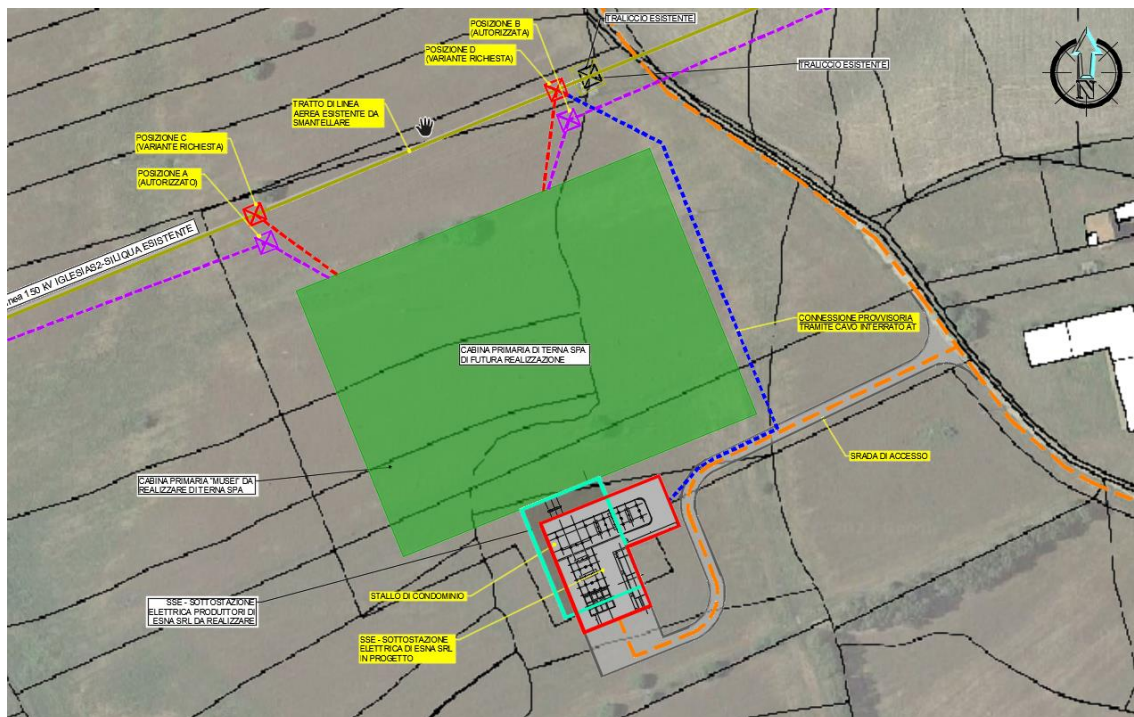 POSIZIONE B
(AUTORIZZATA)
TRALICCIO ESISTENTE
POSIZIONE D
(VARIANTE RICHIESTA)
TRALICCIO ESISTENTE
TRATTO DI LINEA
AEREA ESISTENTE DA
SMANTELLARE
N
POSIZIONE C
(VARIANTE RICHIESTA)
POSIZIONE A
(AUTORIZZATO)
150 KV IGLESIAS2-SILIQUA ESISTENTE
CONNESSIONE PROVVISORIA
TRAMITE CAVO INTERRATO AT
CABINA PRIMARIA DI TERNA SPA
DI FUTURA REALIZZAZIONE
SRADA DI ACCESSO
CABINA PRIMARIA "MUSEI" DA
REALIZZARE DI TERNA SPA
STALLO DI CONDOMINIO
SSE - SOTTOSTAZIONE
ELETTRICA PRODUTTORI DI
ESNA SRL DA REALIZZARE
SSE - SOTTOSTAZIONE
ELETTRICA DI ESNA SRL
IN PROGETTO